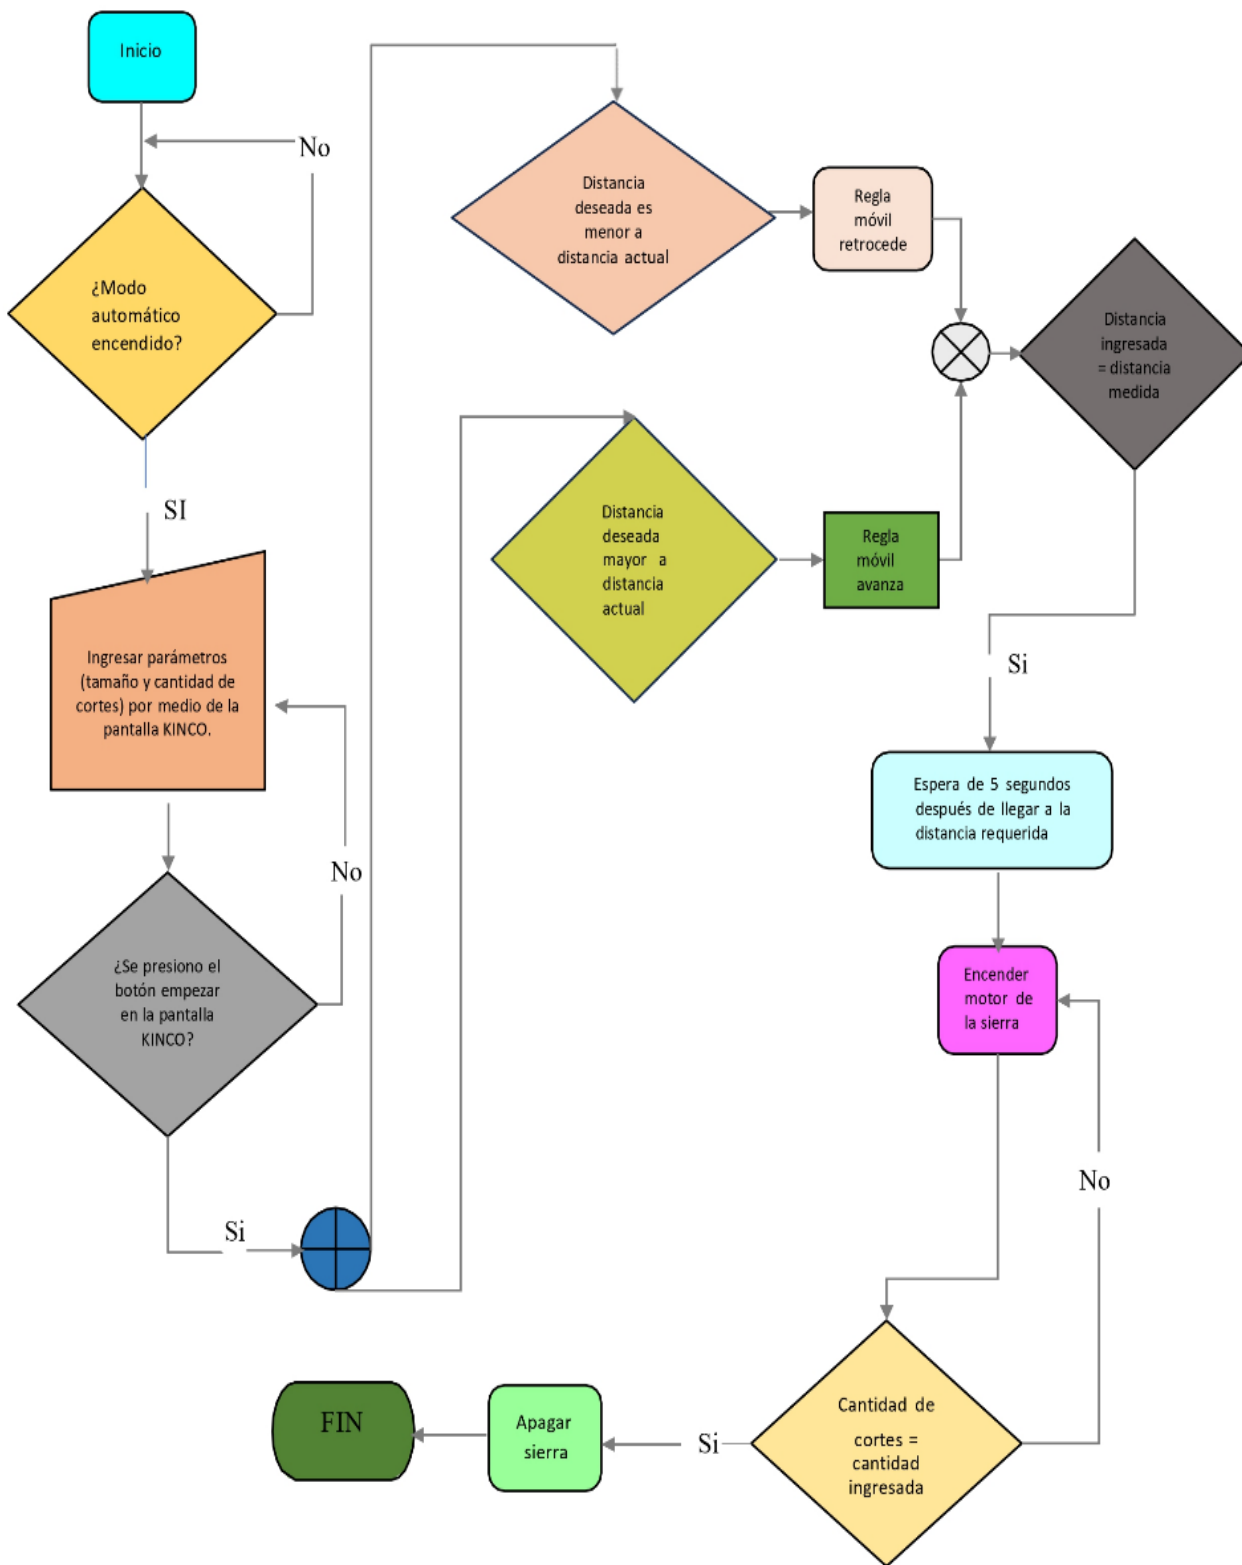 Inicio
No
¿Modo
automático
encendido?
SI
Ingresar parámetros
(tamaño y cantidad de
cortes) por medio de la
pantalla KINCO.
No
¿Se presiono el
botón empezar
en la pantalla
KINCO?
Si
Distancia
deseada es
menor a
distancia actual
Regla
móvil
retrocede
Distancia
deseada
mayor a
distancia
actual
Regla
móvil
avanza
Distancia
ingresada
= distancia
medida
Si
Espera de 5 segundos
después de llegar a la
distancia requerida
Encender
motor de
la sierra
No
Cantidad de
cortes =
cantidad
ingresada
Si
Apagar
sierra
FIN